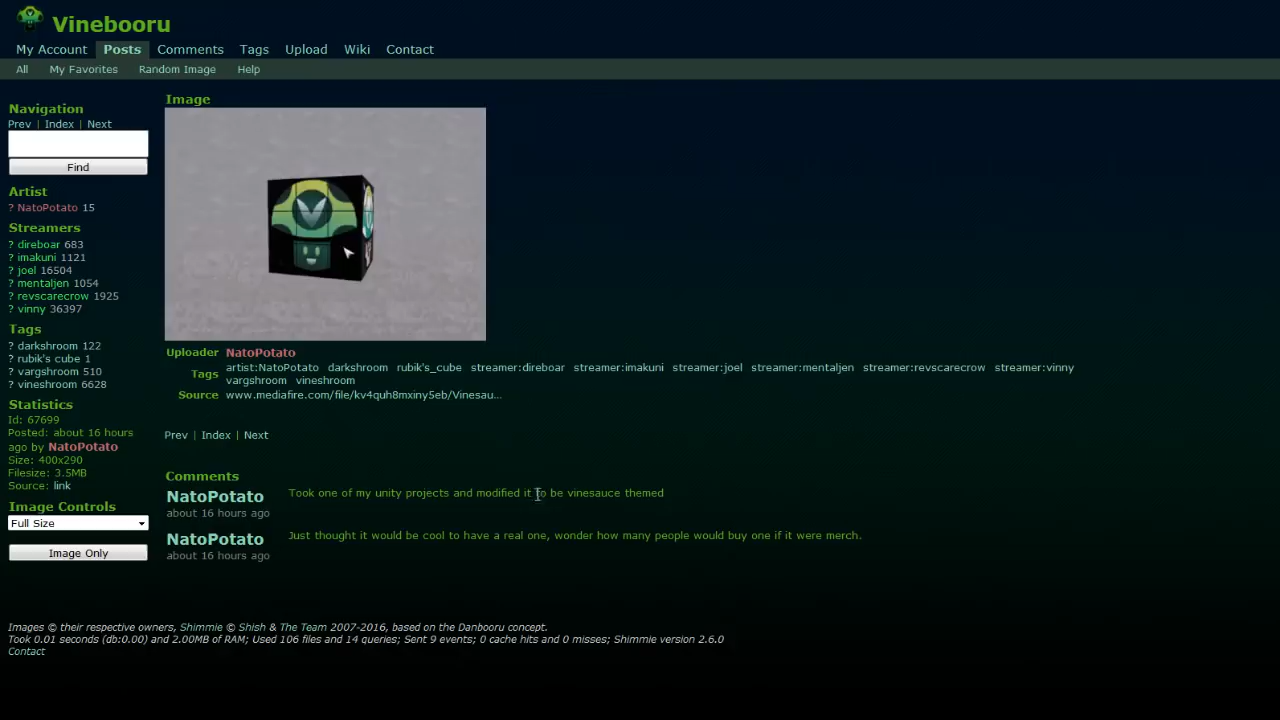 Vinebooru
My Account Posts Comments Tags Upload Wiki Contact
All My Favorites Random Image Help
Navigation
Prev | Index | Next
Find
Artist
? NatoPotato 15
Streamers
? direboar 683
? imakuni 1121
? joel 16504
? mentaljen 1054
? revscarecrow 1925
? vinny 36397
Tags
? darkshroom 122
? rubik's cube 1
? vargshroom 510
? vineshroom 6628
Statistics
Id: 67699
Posted: about 16 hours
ago by NatoPotato
Size: 400x290
Filesize: 3.5MB
Source: link
Image Controls
Full Size
Image Only
Image
Uploader NatoPotato
Tags artist:NatoPotato darkshroom rubik's_cube streamer:direboar streamer:imakuni streamer:joel streamer:mentaljen streamer:revscarecrow streamer:vinny
vargshroom vineshroom
Source www.mediafire.com/file/kv4quh8mxiny5eb/Vinesau...
Prev | Index | Next
Comments
NatoPotato Took one of my unity projects and modified it to be vinesauce themed
about 16 hours ago
NatoPotato Just thought it would be cool to have a real one, wonder how many people would buy one if it were merch.
about 16 hours ago
Images © their respective owners, Shimmie © Shish & The Team 2007-2016, based on the Danbooru concept.
Took 0.01 seconds (db:0.00) and 2.00MB of RAM; Used 106 files and 14 queries; Sent 9 events; 0 cache hits and 0 misses; Shimmie version 2.6.0
Contact